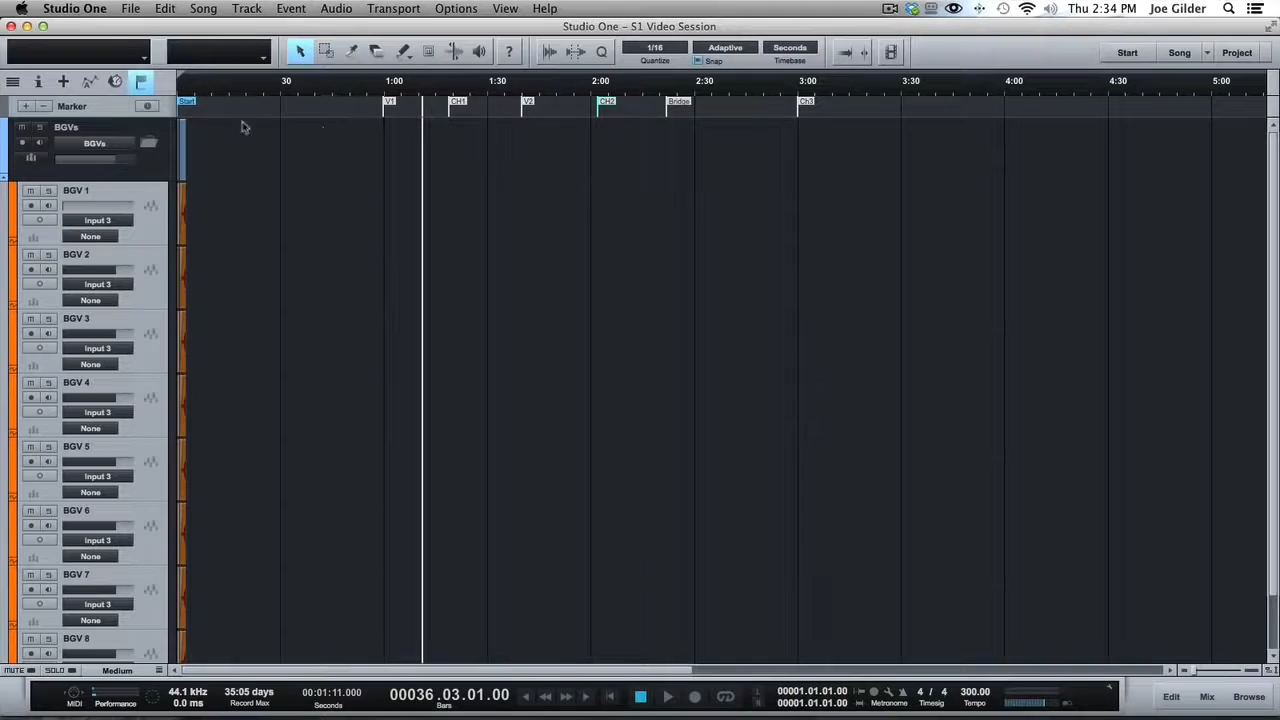 Studio One File Edit Song Track Event Audio Transport Options View Help Thu 2:34 PM Joe Gilder
Studio One - S1 Video Session
1/16 Adaptive Seconds Start Song Project
Quantize Snap Timebase
30 1:00 1:30 2:00 2:30 3:00 3:30 4:00 4:30 5:00
Marker Start V1 CH1 V2 CH2 Bridge Ch3
m s BGVs
BGVs
m s BGV 1
Input 3
None
m s BGV 2
Input 3
None
m s BGV 3
Input 3
None
m s BGV 4
Input 3
None
m s BGV 5
Input 3
None
m s BGV 6
Input 3
None
m s BGV 7
Input 3
None
m s BGV 8
MUTE SOLO Medium
44.1 kHz 35:05 days 00:01:11.000 00036.03.01.00 00001.01.01.00 4 / 4 300.00 Edit Mix Browse
MIDI Performance 0.0 ms Record Max Seconds Bars L R 00001.01.01.00 Metronome Timesig Tempo